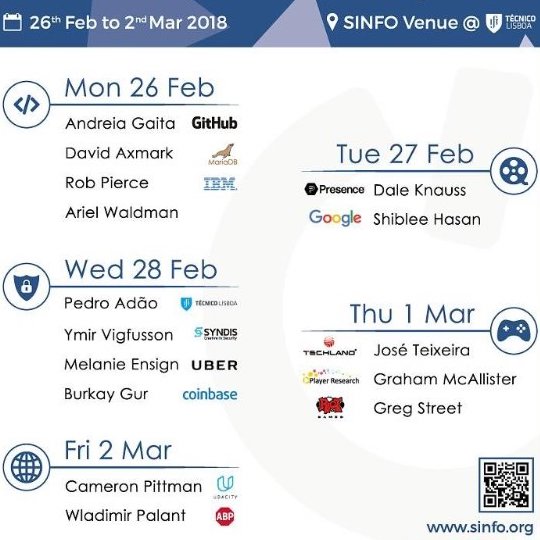 26th Feb to 2nd Mar 2018
SINFO Venue @ TÉCNICO LISBOA
Mon 26 Feb
Andreia Gaita GitHub
David Axmark MariaDB
Rob Pierce IBM
Ariel Waldman
Tue 27 Feb
Presence Dale Knauss
Google Shiblee Hasan
Wed 28 Feb
Pedro Adão TÉCNICO LISBOA
Ymir Vigfusson SYNDIS
Melanie Ensign UBER
Burkay Gur coinbase
Thu 1 Mar
TECHLAND José Teixeira
Player Research Graham McAllister
GAMES Greg Street
Fri 2 Mar
Cameron Pittman UDACITY
Wladimir Palant ABP
www.sinfo.org